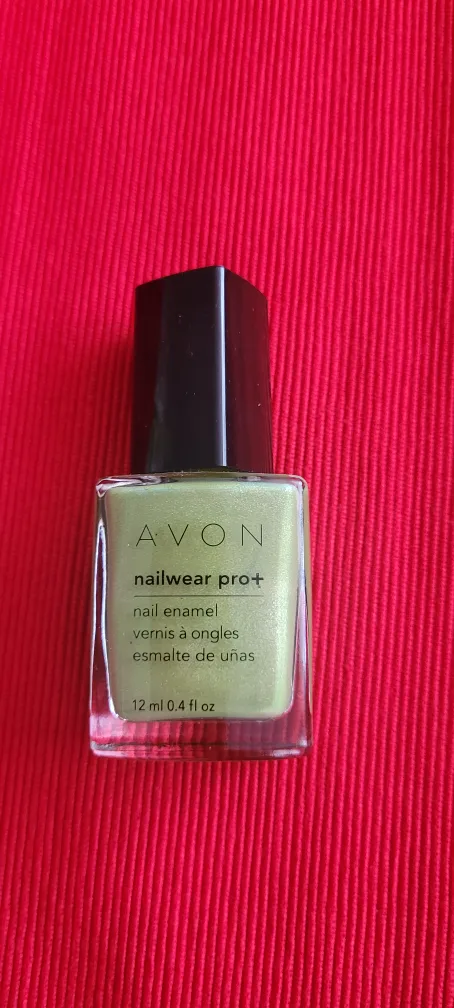 AVON
nailwear pro+
nail enamel
vernis à ongles
esmalte de uñas
12 ml 0.4 fl oz